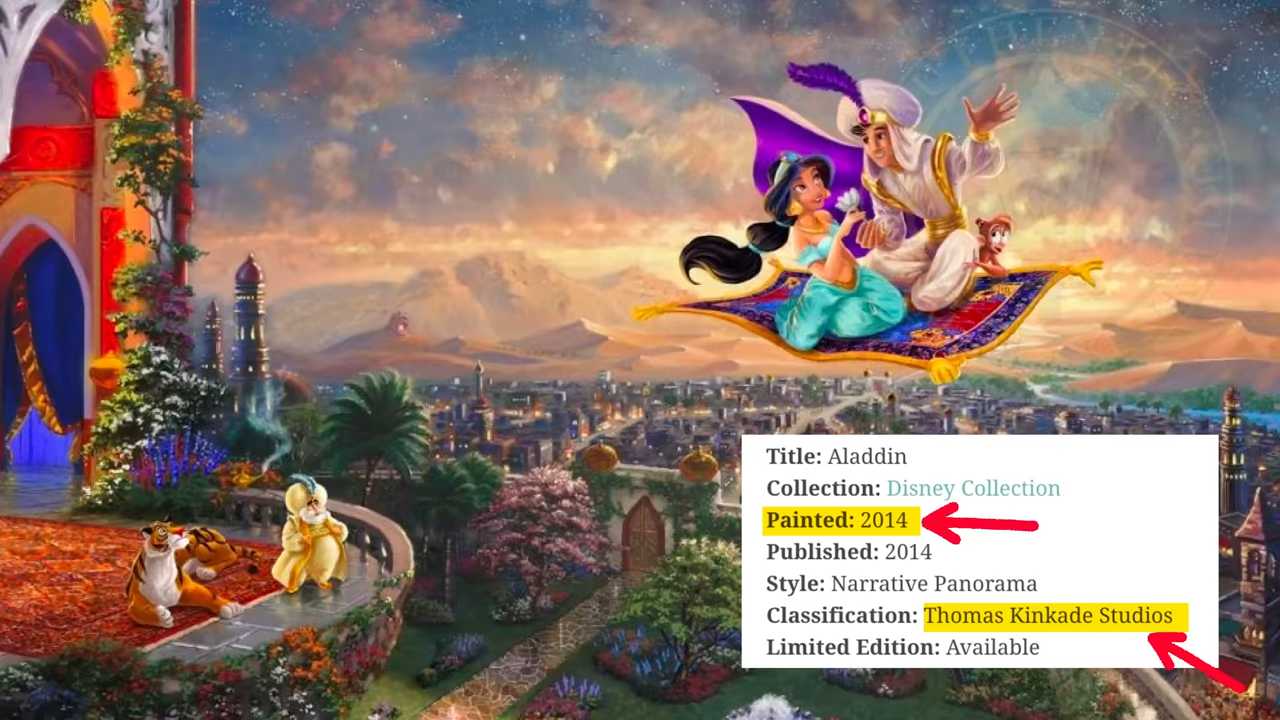 Title: Aladdin
Collection: Disney Collection
Painted: 2014
Published: 2014
Style: Narrative Panorama
Classification: Thomas Kinkade Studios
Limited Edition: Available